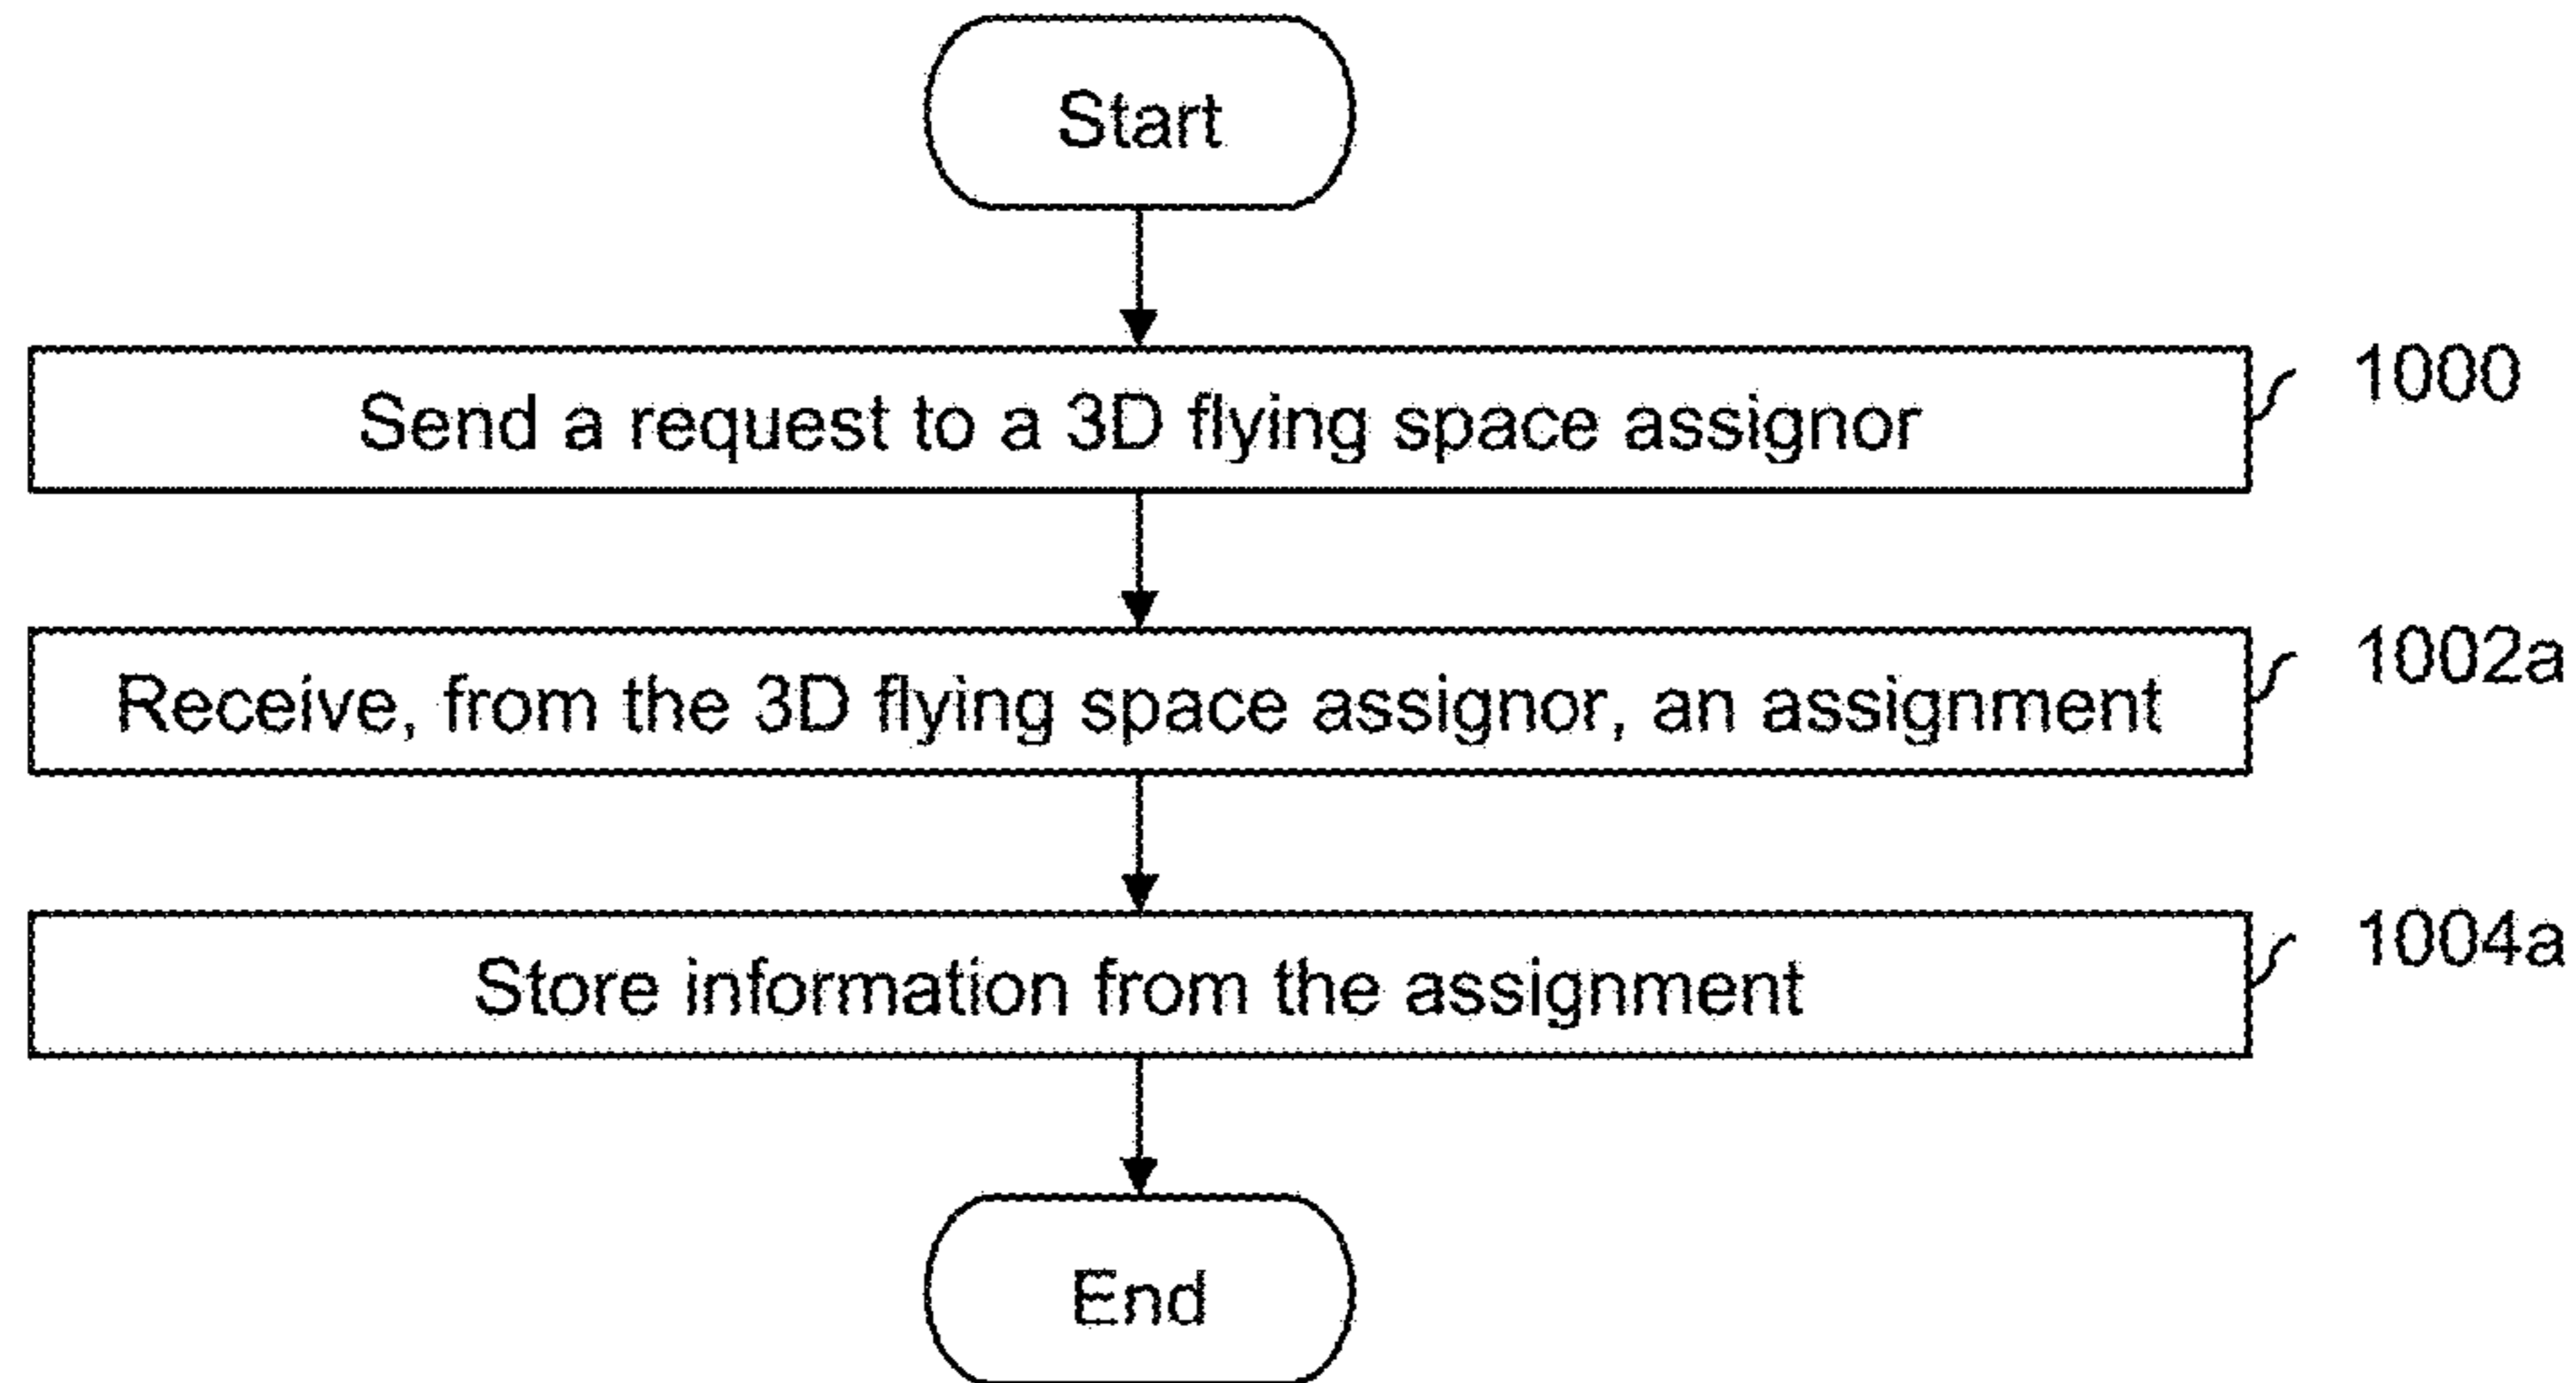 Start
Send a request to a 3D flying space assignor
1000
Receive, from the 3D flying space assignor, an assignment
1002a
Store information from the assignment
1004a
End